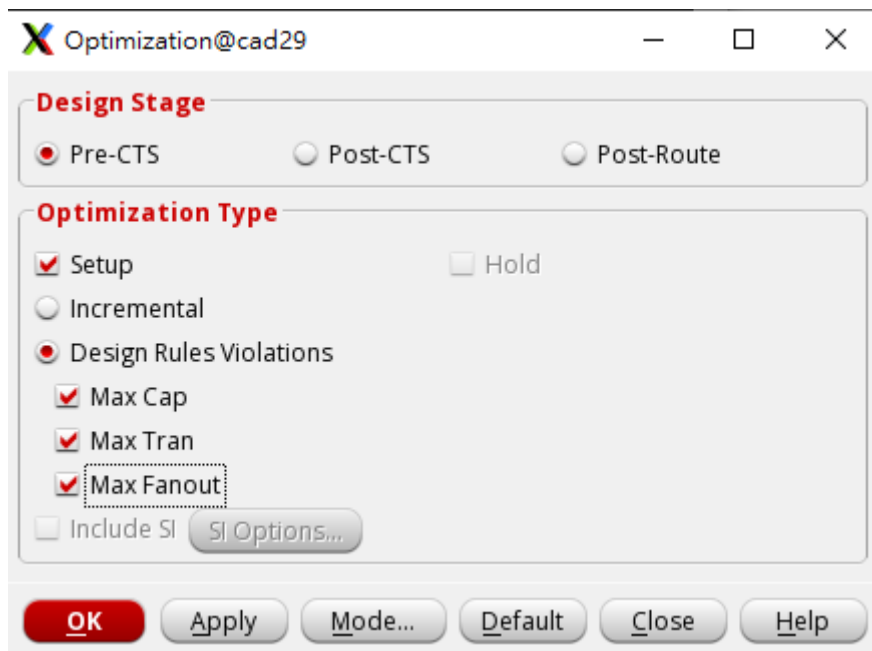 Optimization@cad29
Design Stage
Pre-CTS Post-CTS Post-Route
Optimization Type
Setup Hold
Incremental
Design Rules Violations
Max Cap
Max Tran
Max Fanout
Include SI SI Options...
OK Apply Mode... Default Close Help